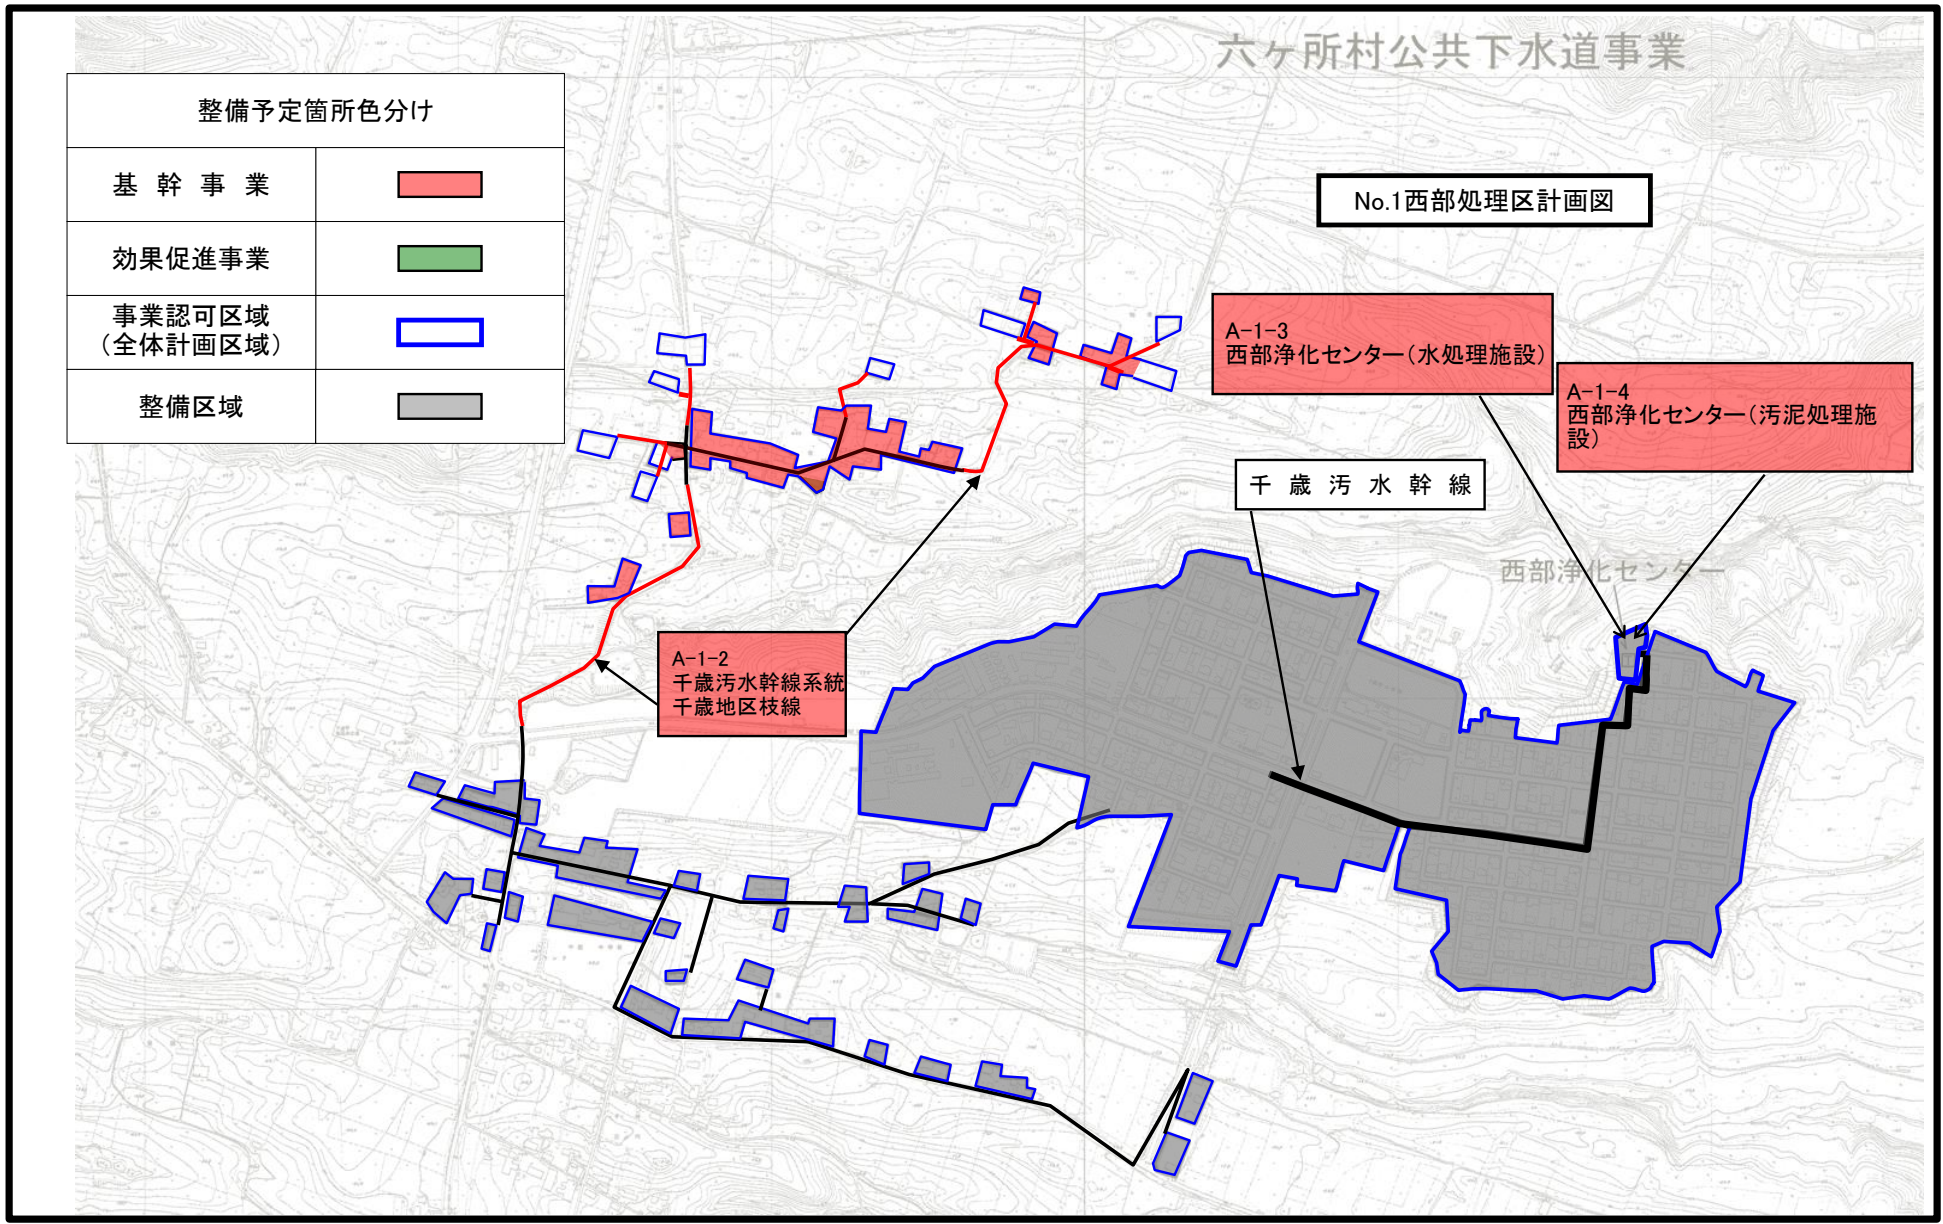 六ヶ所村公共下水道事業
整備予定箇所色分け
基幹事業
効果促進事業
事業認可区域
（全体計画区域）
整備区域
No.1西部処理区計画図
A-1-3
西部浄化センター（水処理施設）
A-1-4
西部浄化センター（汚泥処理施
設）
千歳汚水幹線
西部浄化センター
A-1-2
千歳汚水幹線系統
千歳地区枝線